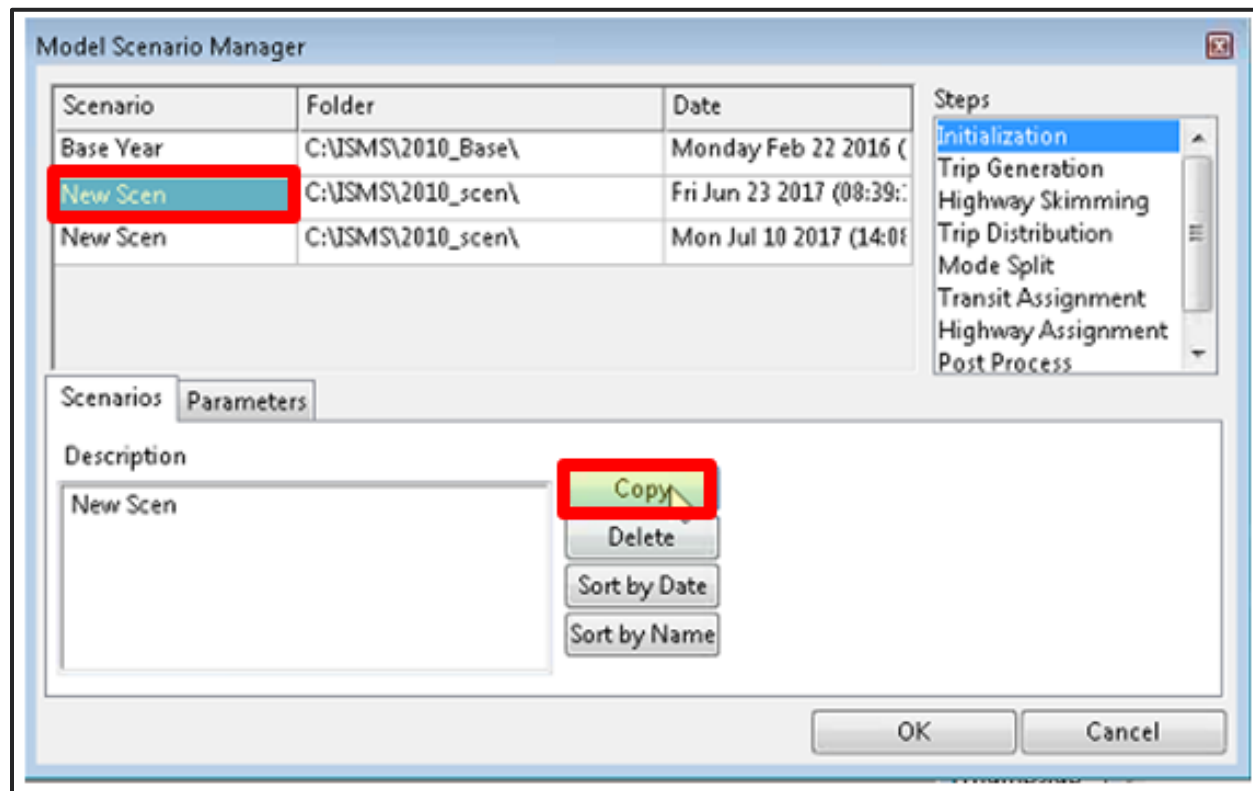 Model Scenario Manager
Scenario Folder Date
Base Year C:\ISMS\2010_Base\ Monday Feb 22 2016 (
New Scen C:\ISMS\2010_scen\ Fri Jun 23 2017 (08:39:
New Scen C:\ISMS\2010_scen\ Mon Jul 10 2017 (14:08
Steps
Initialization
Trip Generation
Highway Skimming
Trip Distribution
Mode Split
Transit Assignment
Highway Assignment
Post Process
Scenarios Parameters
Description
New Scen
Copy
Delete
Sort by Date
Sort by Name
OK Cancel